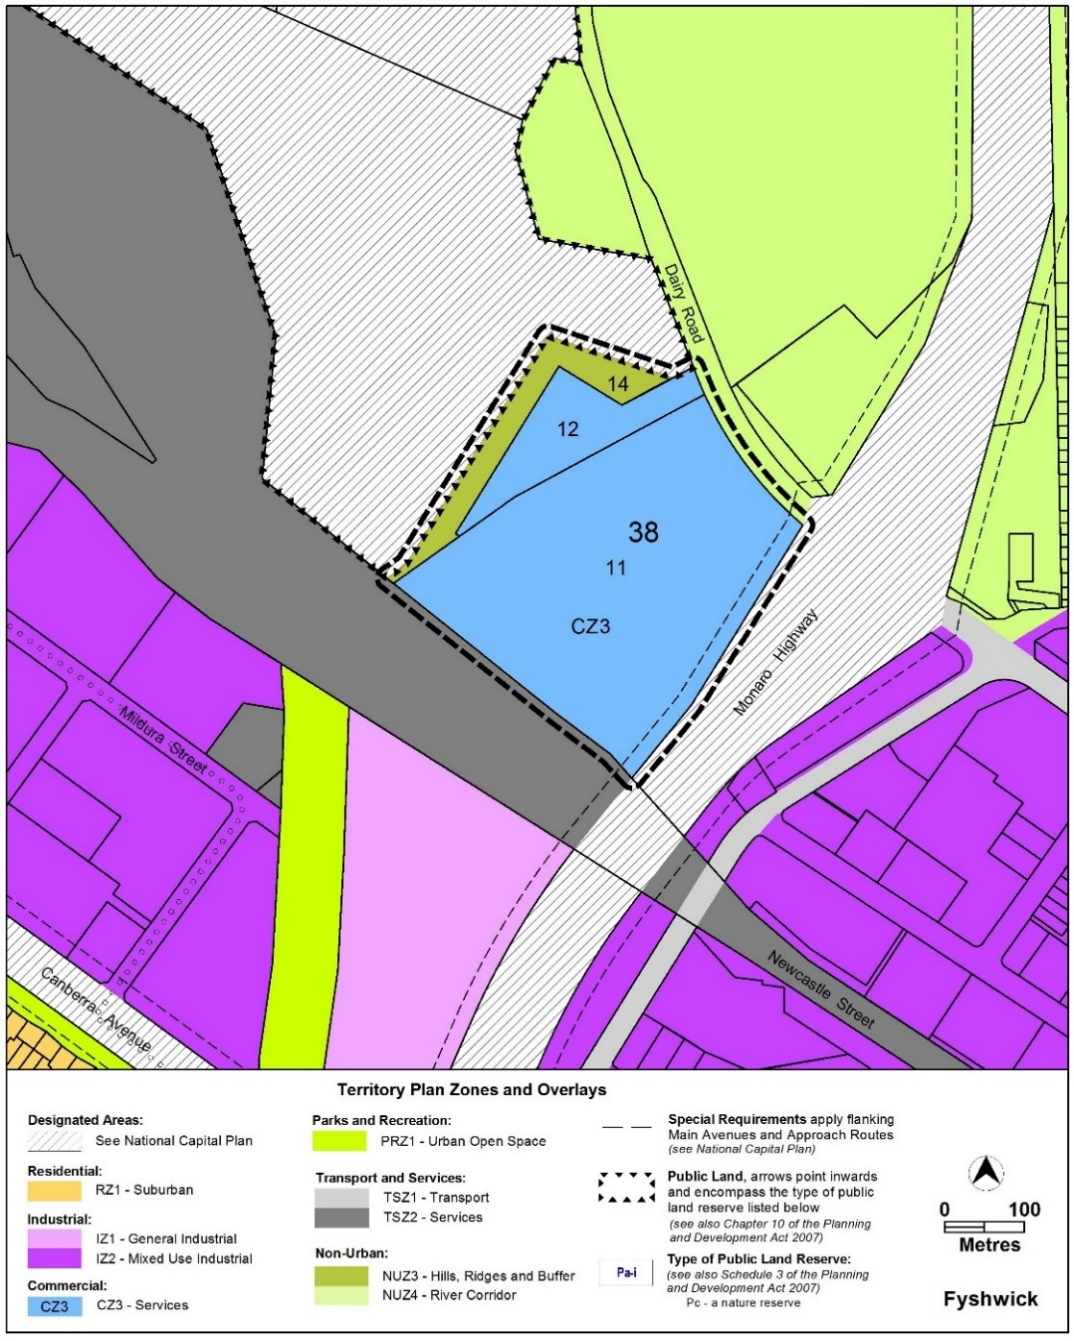 Dairy Road
14
12
38
11
CZ3
Monaro Highway
Mildura Street
Newcastle Street
Canberra Avenue
Territory Plan Zones and Overlays
Designated Areas:
See National Capital Plan
Residential:
RZ1 - Suburban
Industrial:
IZ1 - General Industrial
IZ2 - Mixed Use Industrial
Commercial:
CZ3
CZ3 - Services
Parks and Recreation:
PRZ1 - Urban Open Space
Transport and Services:
TSZ1 - Transport
TSZ2 - Services
Non-Urban:
NUZ3 - Hills, Ridges and Buffer
NUZ4 - River Corridor
Special Requirements apply flanking
Main Avenues and Approach Routes
(see National Capital Plan)
Public Land, arrows point inwards
and encompass the type of public
land reserve listed below
(see also Chapter 10 of the Planning
and Development Act 2007)
Pa-i
Type of Public Land Reserve:
(see also Schedule 3 of the Planning
and Development Act 2007)
Pc - a nature reserve
0 100
Metres
Fyshwick